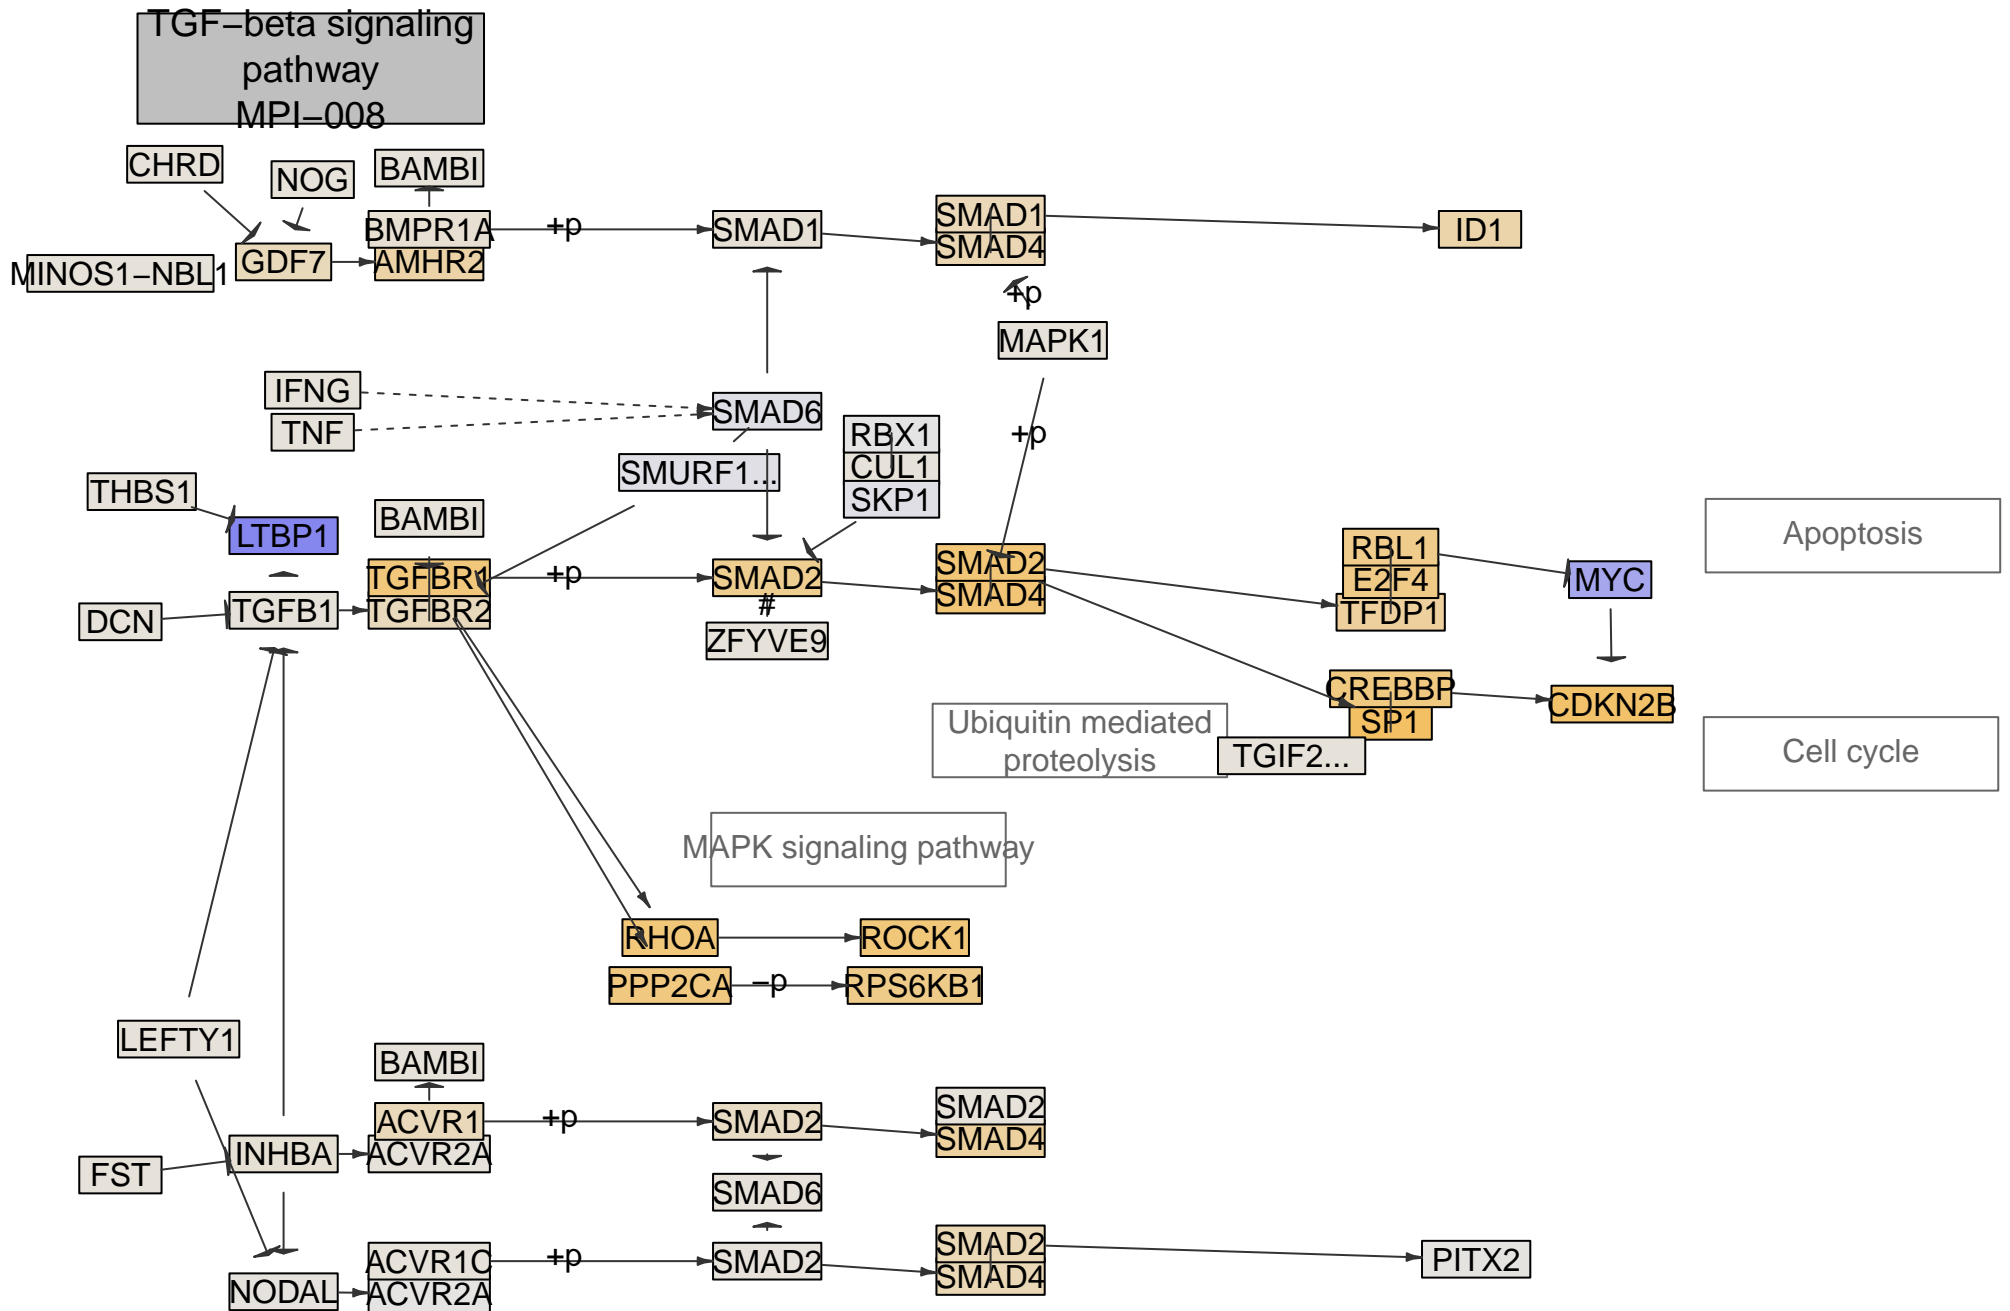 TGF−beta signaling
pathway
MPI−008
CHRD
NOG
BAMBI
BMPR1A
+p
SMAD1
SMAD1
SMAD4
ID1
MINOS1−NBL1
GDF7
AMHR2
+p
MAPK1
IFNG
TNF
SMAD6
SMURF1...
RBX1
CUL1
SKP1
+p
THBS1
LTBP1
BAMBI
TGFBR1
TGFBR2
+p
SMAD2
#
ZFYVE9
SMAD2
SMAD4
RBL1
E2F4
TFDP1
MYC
Apoptosis
DCN
TGFB1
CREBBP
SP1
TGIF2...
CDKN2B
Ubiquitin mediated
proteolysis
Cell cycle
MAPK signaling pathway
RHOA
ROCK1
PPP2CA
−p
RPS6KB1
LEFTY1
BAMBI
ACVR1
ACVR2A
+p
SMAD2
SMAD2
SMAD4
FST
INHBA
SMAD6
ACVR1C
ACVR2A
+p
SMAD2
SMAD2
SMAD4
PITX2
NODAL